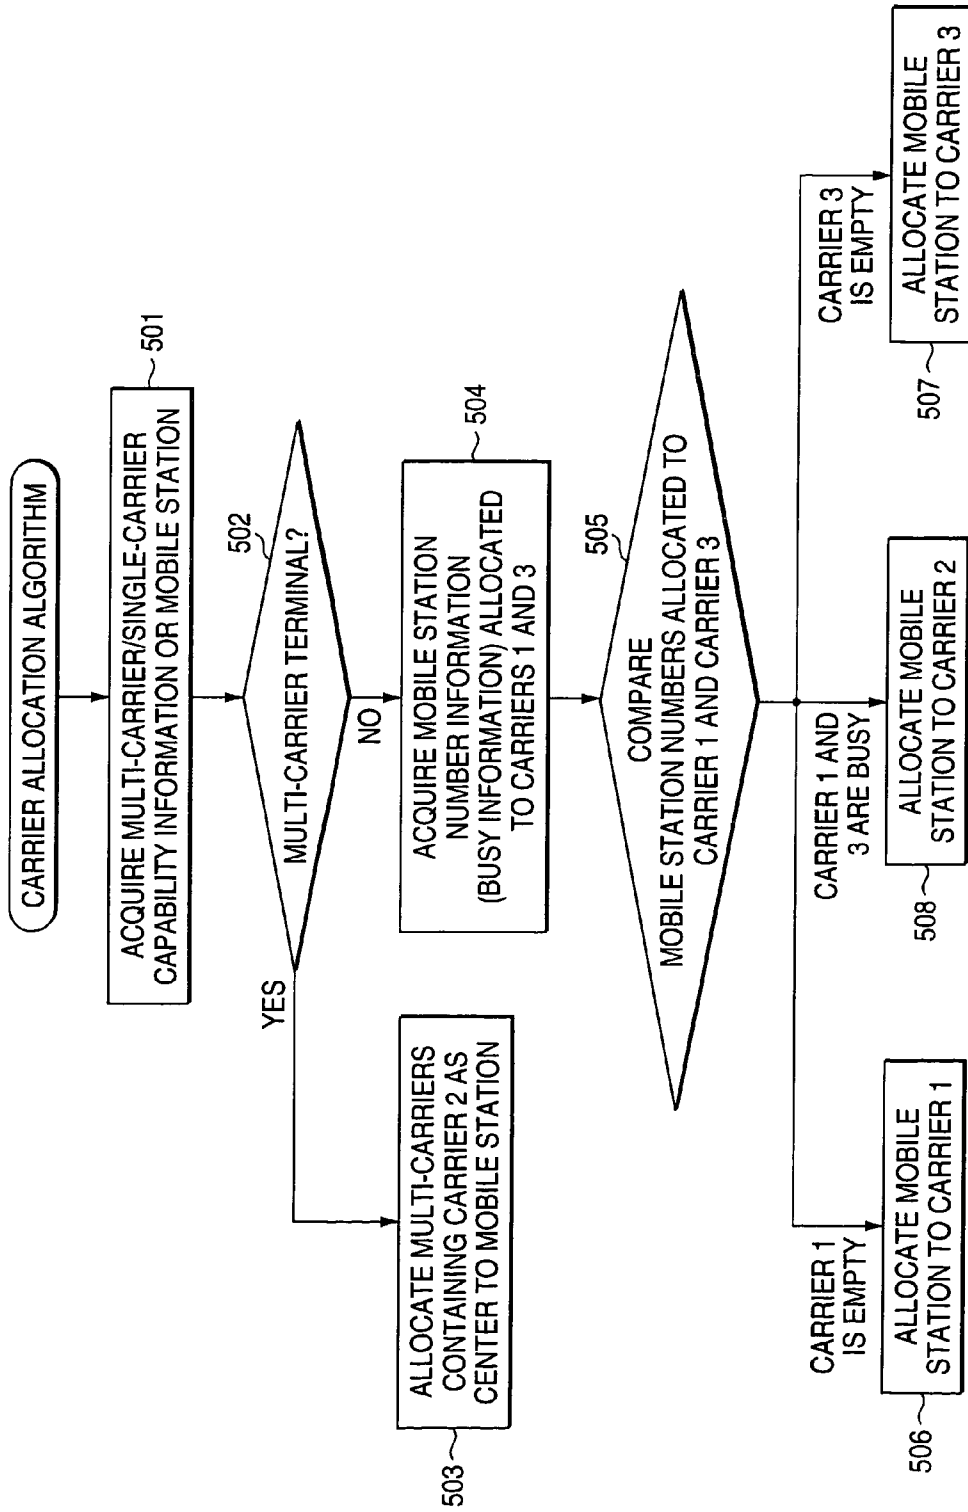 CARRIER ALLOCATION ALGORITHM
501
ACQUIRE MULTI-CARRIER/SINGLE-CARRIER
CAPABILITY INFORMATION OR MOBILE STATION
502
MULTI-CARRIER TERMINAL?
YES
NO
503
ALLOCATE MULTI-CARRIERS
CONTAINING CARRIER 2 AS
CENTER TO MOBILE STATION
504
ACQUIRE MOBILE STATION
NUMBER INFORMATION
(BUSY INFORMATION) ALLOCATED
TO CARRIERS 1 AND 3
505
COMPARE
MOBILE STATION NUMBERS ALLOCATED TO
CARRIER 1 AND CARRIER 3
CARRIER 1
IS EMPTY
CARRIER 1 AND
3 ARE BUSY
CARRIER 3
IS EMPTY
506
ALLOCATE MOBILE
STATION TO CARRIER 1
508
ALLOCATE MOBILE
STATION TO CARRIER 2
507
ALLOCATE MOBILE
STATION TO CARRIER 3